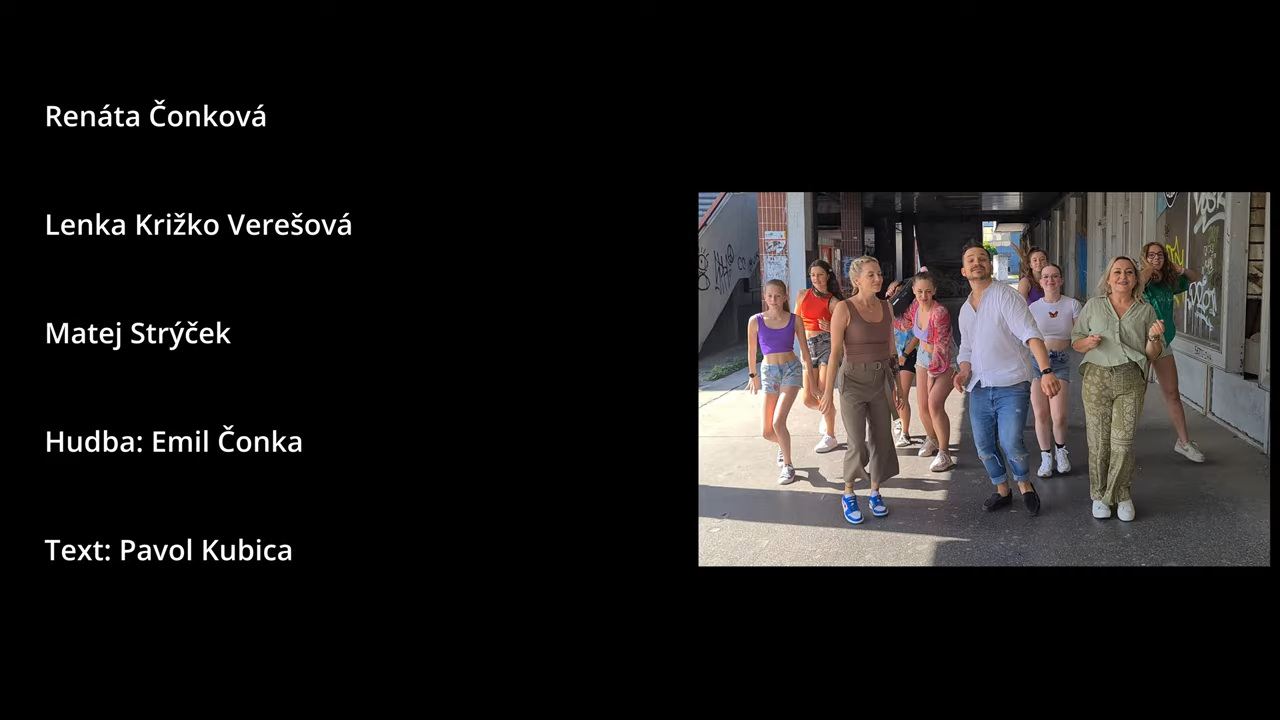 Renáta Čonková
Lenka Križko Verešová
Matej Strýček
Hudba: Emil Čonka
Text: Pavol Kubica